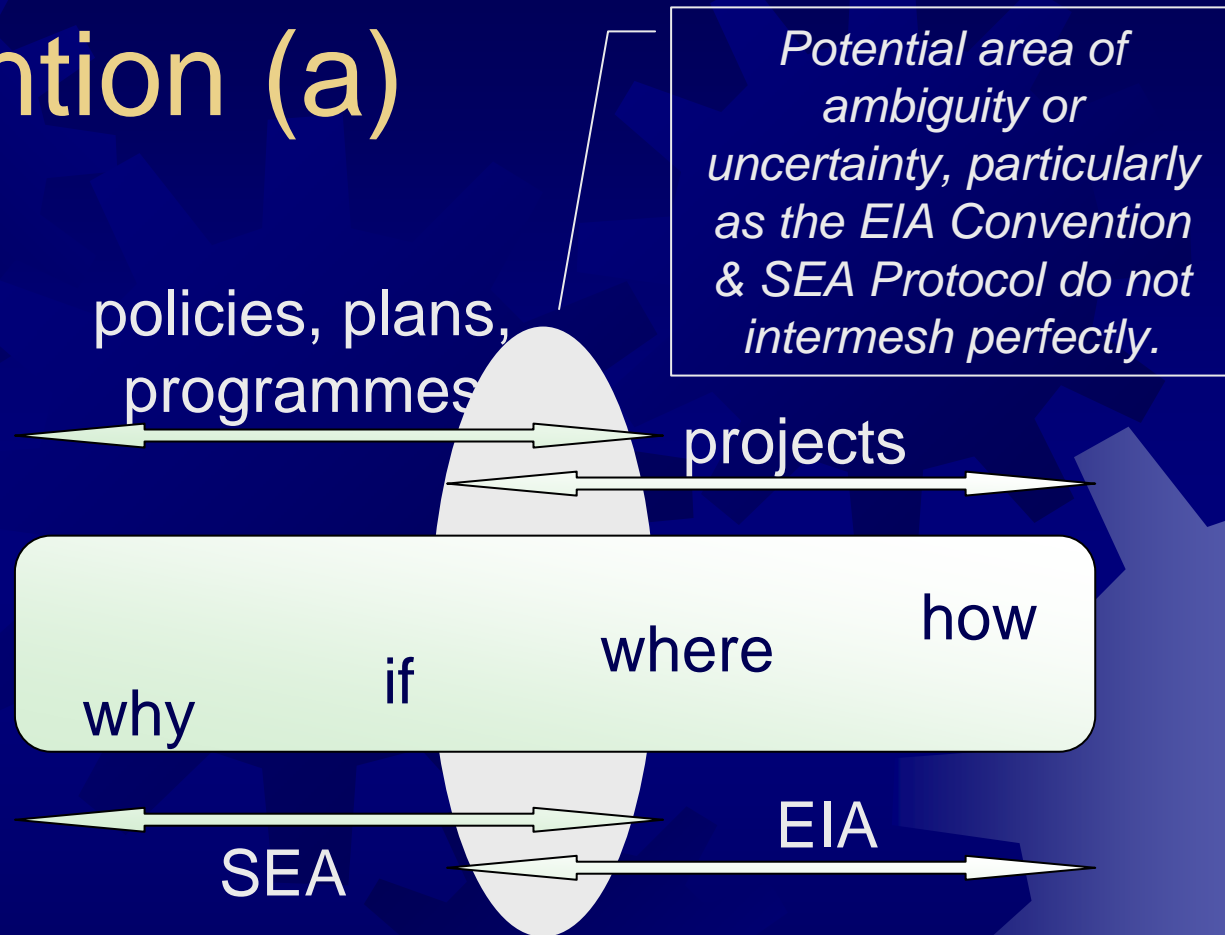 ntion (a)
Potential area of
ambiguity or
uncertainty, particularly
as the EIA Convention
& SEA Protocol do not
intermesh perfectly.
policies, plans,
programmes
projects
why
if
where
how
SEA
EIA